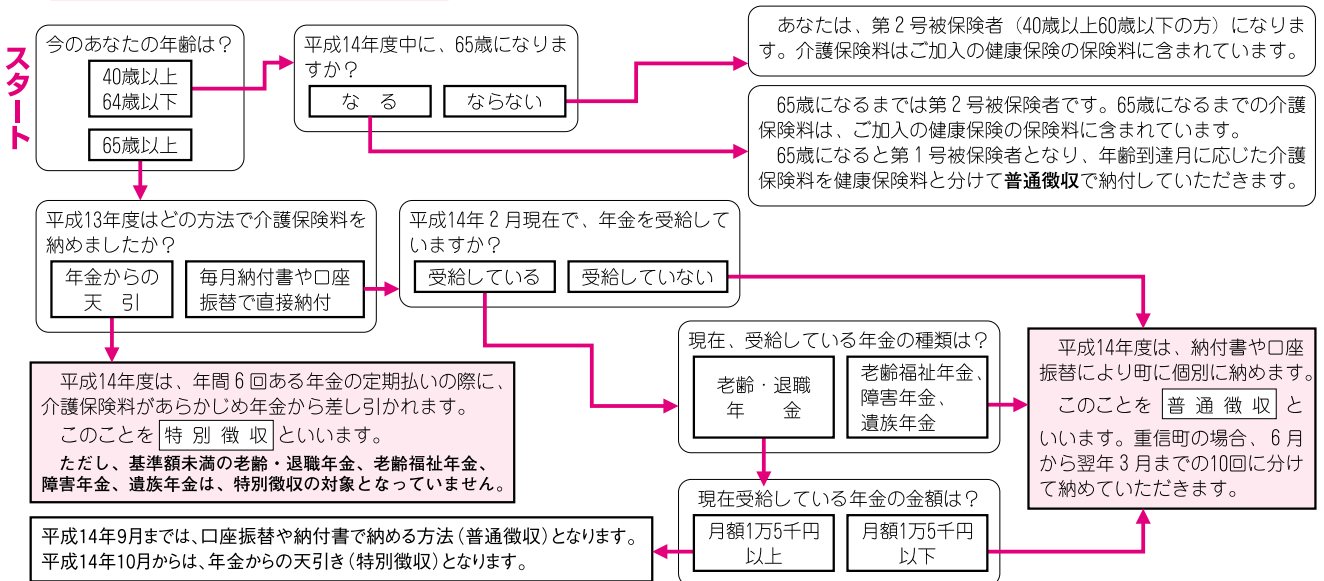 スタート
今のあなたの年齢は？
40歳以上
64歳以下
65歳以上
平成14年度中に、65歳になりま
すか？
な る
ならない
あなたは、第２号被保険者（40歳以上60歳以下の方）になりま
す。介護保険料はご加入の健康保険の保険料に含まれています。
65歳になるまでは第２号被保険者です。65歳になるまでの介護
保険料は、ご加入の健康保険の保険料に含まれています。
65歳になると第１号被保険者となり、年齢到達月に応じた介護
保険料を健康保険料と分けて普通徴収で納付していただきます。
平成13年度はどの方法で介護保険料を
納めましたか？
年金からの
天 引
毎月納付書や口座
振替で直接納付
平成14年２月現在で、年金を受給して
いますか？
受給している
受給していない
現在、受給している年金の種類は？
老齢・退職
年 金
老齢福祉年金、
障害年金、
遺族年金
平成14年度は、納付書や口座
振替により町に個別に納めます。
このことを 普 通 徴 収 と
いいます。重信町の場合、６月
から翌年３月までの10回に分け
て納めていただきます。
平成14年度は、年間６回ある年金の定期払いの際に、
介護保険料があらかじめ年金から差し引かれます。
このことを 特 別 徴 収 といいます。
ただし、基準額未満の老齢・退職年金、老齢福祉年金、
障害年金、遺族年金は、特別徴収の対象となっていません。
現在受給している年金の金額は？
月額1万5千円
以上
月額1万5千円
以下
平成14年9月までは、口座振替や納付書で納める方法（普通徴収）となります。
平成14年10月からは、年金からの天引き（特別徴収）となります。